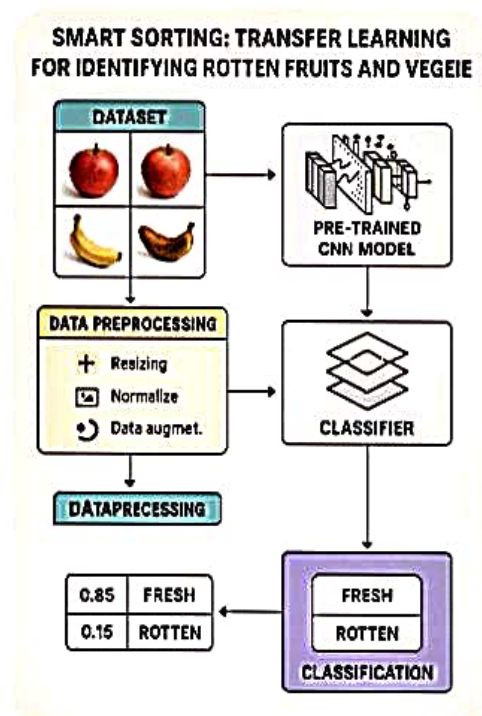 SMART SORTING: TRANSFER LEARNING
FOR IDENTIFYING ROTTEN FRUITS AND VEGEIE
DATASET
PRE-TRAINED
CNN MODEL
DATA PREPROCESSING
Resizing
Normalize
Data augmet.
CLASSIFIER
DATAPRECESSING
0.85 FRESH
0.15 ROTTEN
FRESH
ROTTEN
CLASSIFICATION